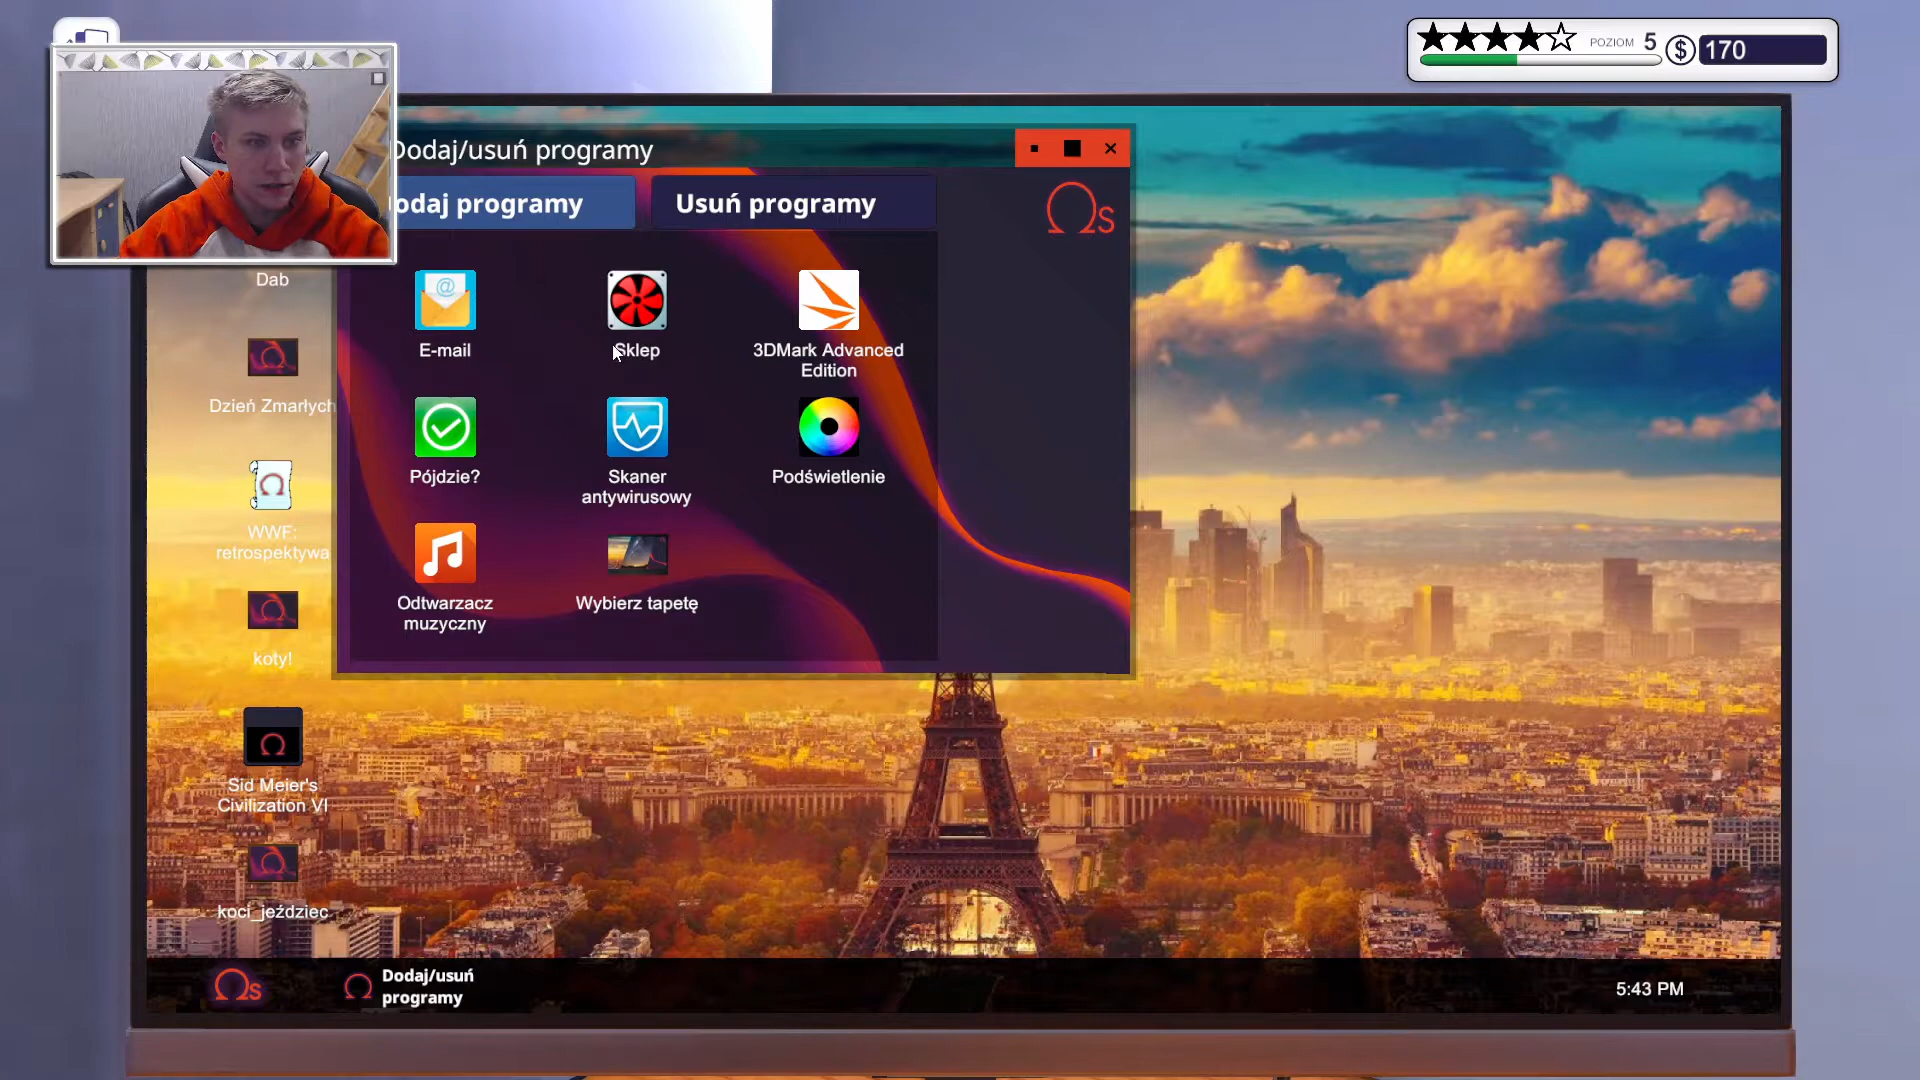 POZIOM 5
170
Dodaj/usuń programy
odaj programy
Usuń programy
Ωs
E-mail
Sklep
3DMark Advanced
Edition
Pójdzie?
Skaner
antywirusowy
Podświetlenie
Odtwarzacz
muzyczny
Wybierz tapetę
Dab
Dzień Zmarłych
WWF:
retrospektywa
koty!
Sid Meier's
Civilization VI
koci_jeździec
Ωs
Dodaj/usuń
programy
5:43 PM